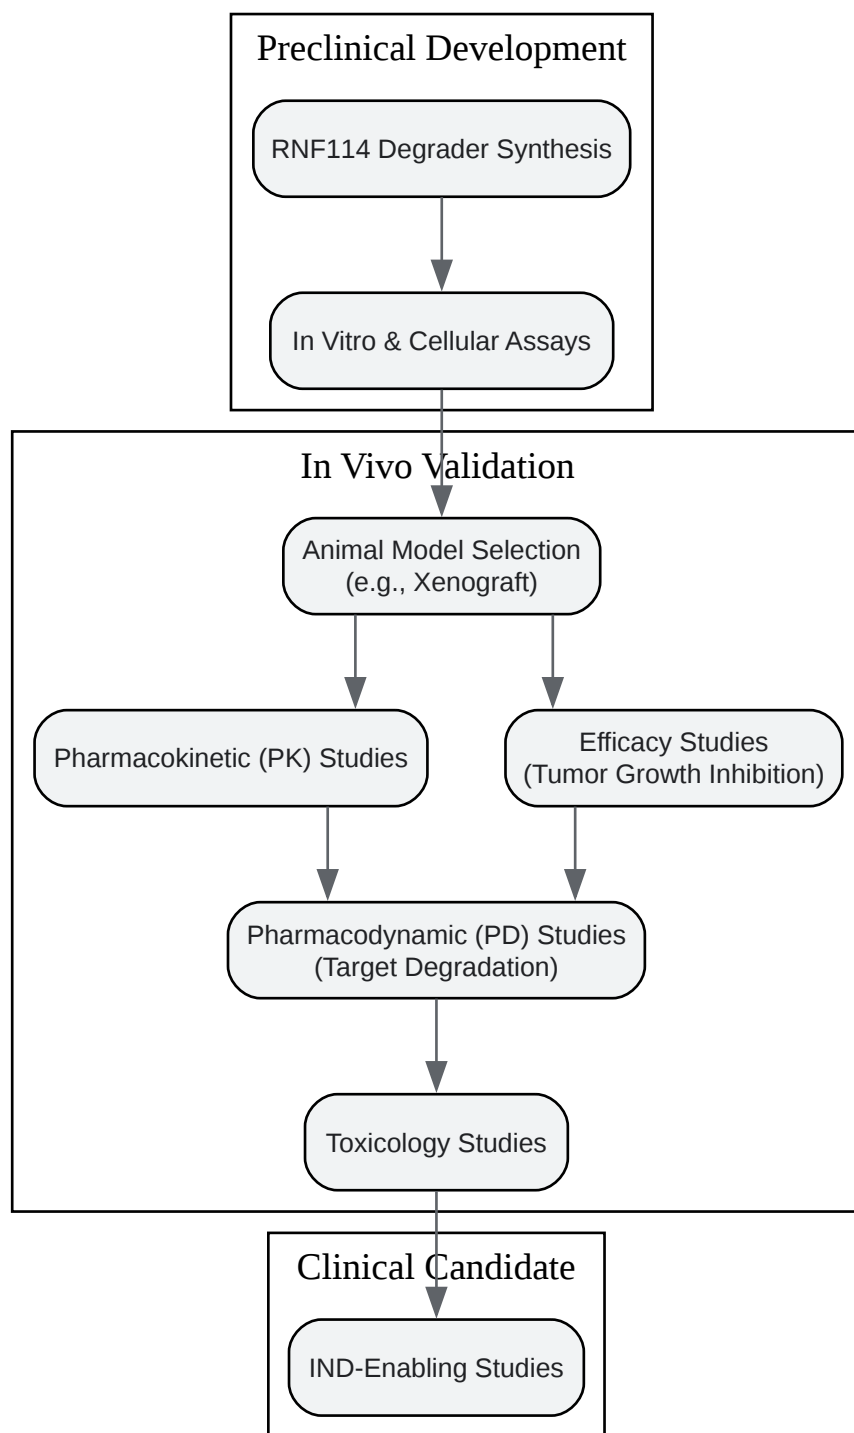 Preclinical Development
RNF114 Degrader Synthesis
In Vitro & Cellular Assays
In Vivo Validation
Animal Model Selection
(e.g., Xenograft)
Pharmacokinetic (PK) Studies
Efficacy Studies
(Tumor Growth Inhibition)
Pharmacodynamic (PD) Studies
(Target Degradation)
Toxicology Studies
Clinical Candidate
IND-Enabling Studies